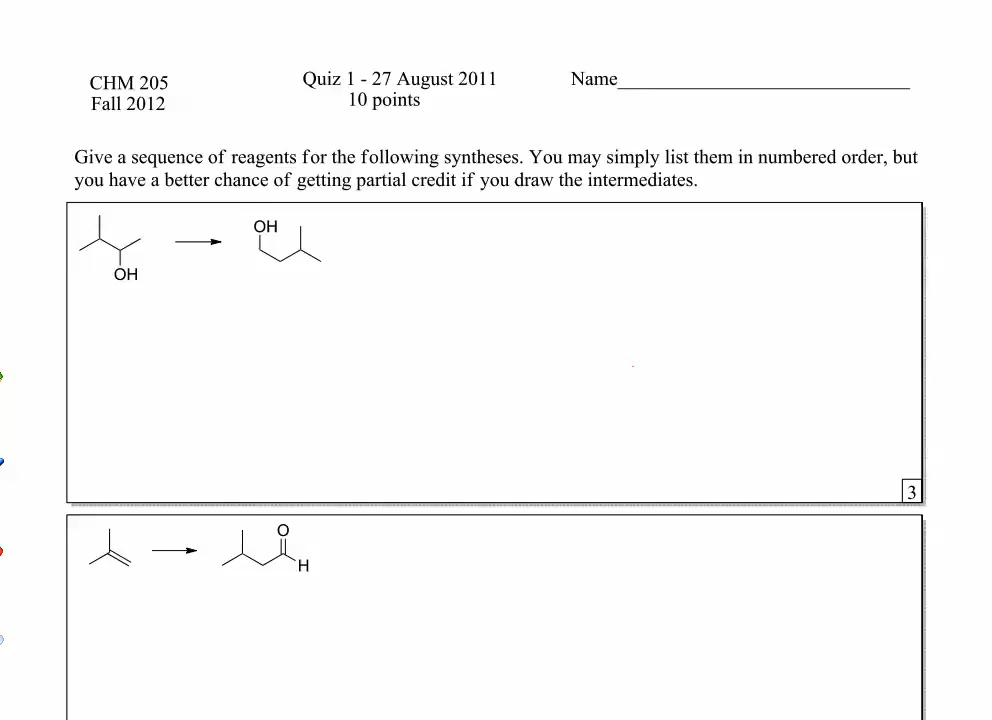 CHM 205
Fall 2012
Quiz 1 - 27 August 2011
10 points
Name
Give a sequence of reagents for the following syntheses. You may simply list them in numbered order, but
you have a better chance of getting partial credit if you draw the intermediates.
OH
OH
3
O
H